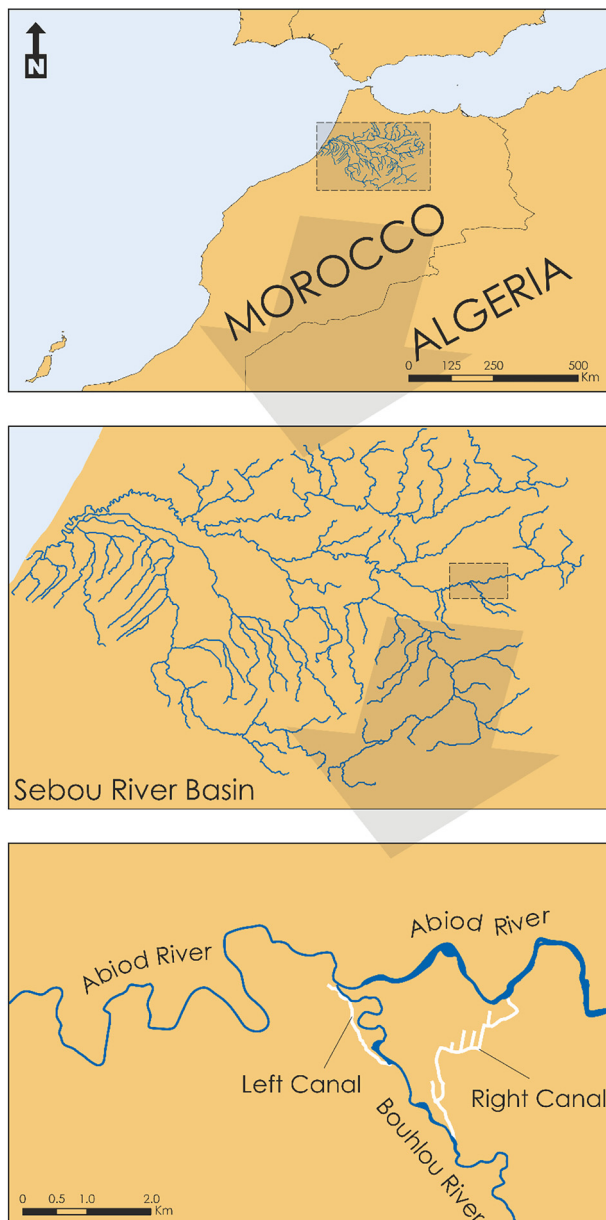 N
MOROCCO
ALGERIA
0 125 250 500
Km
Sebou River Basin
Abiod River
Abiod River
Left Canal
Right Canal
Bouhlou River
0 0.5 1.0 2.0
Km